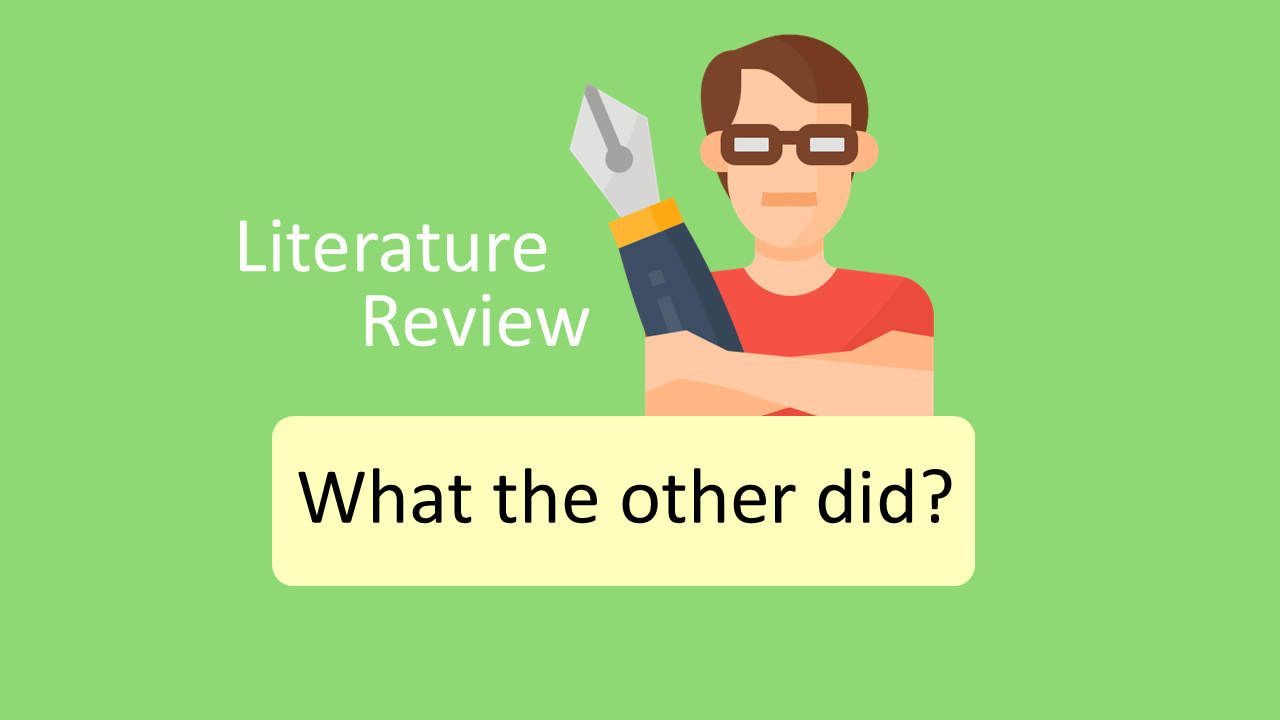 Literature
Review
What the other did?